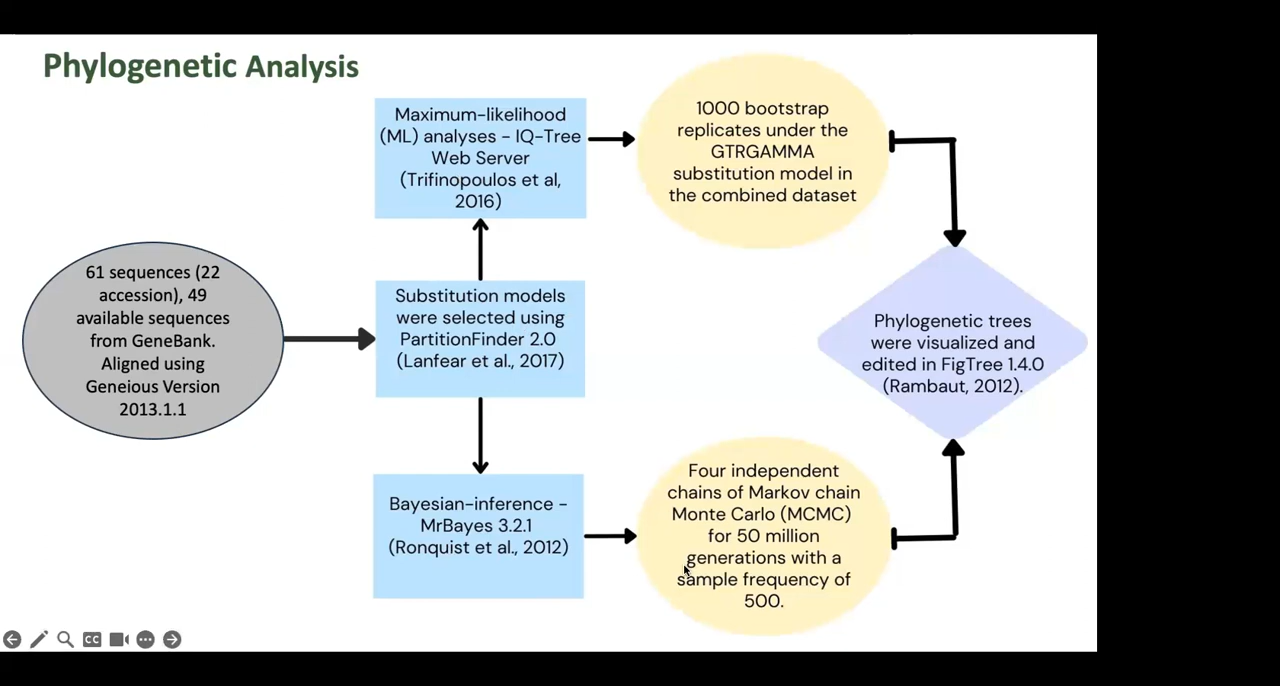 Phylogenetic Analysis
61 sequences (22
accession), 49
available sequences
from GeneBank.
Aligned using
Geneious Version
2013.1.1
Maximum-likelihood
(ML) analyses - IQ-Tree
Web Server
(Trifinopoulos et al,
2016)
Substitution models
were selected using
PartitionFinder 2.0
(Lanfear et al., 2017)
Bayesian-inference -
MrBayes 3.2.1
(Ronquist et al., 2012)
1000 bootstrap
replicates under the
GTRGAMMA
substitution model in
the combined dataset
Four independent
chains of Markov chain
Monte Carlo (MCMC)
for 50 million
generations with a
sample frequency of
500.
Phylogenetic trees
were visualized and
edited in FigTree 1.4.0
(Rambaut, 2012).
CC